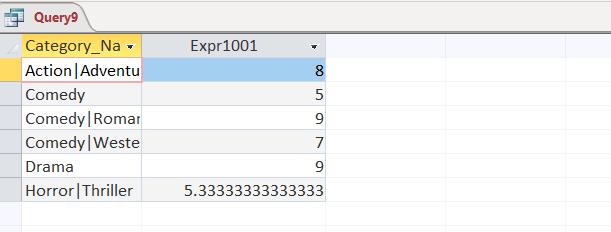 Query9
Category_Na Expr1001
Action|Adventu 8
Comedy 5
Comedy|Roman 9
Comedy|Weste 7
Drama 9
Horror|Thriller 5.33333333333333